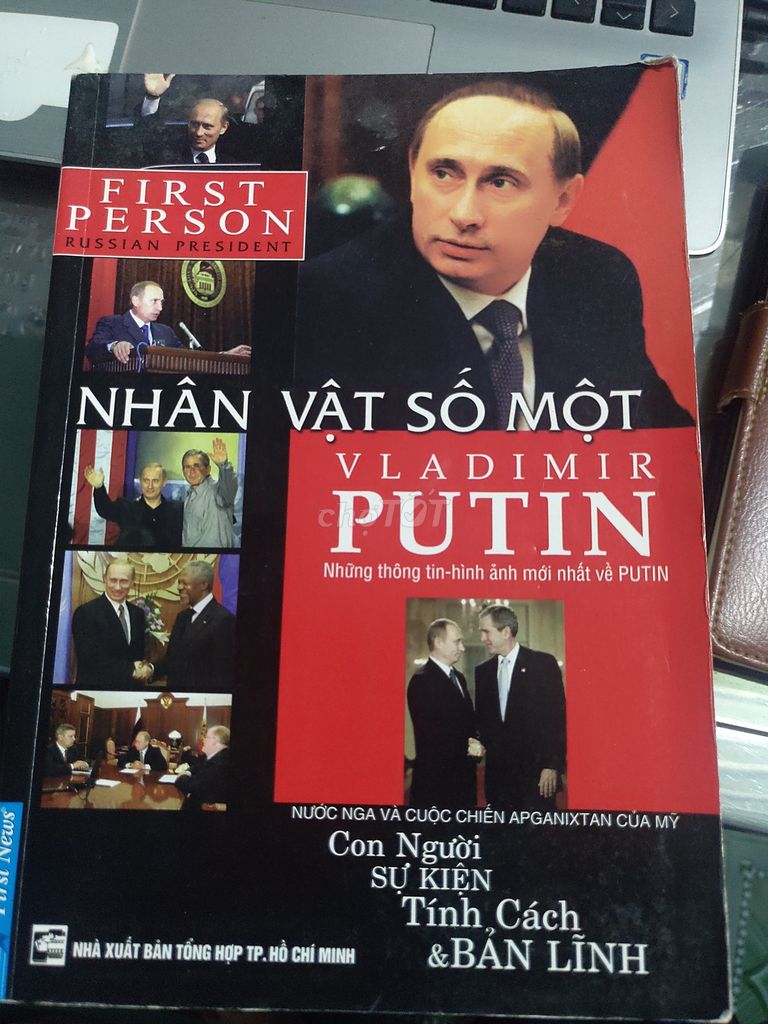 FIRST
PERSON
RUSSIAN PRESIDENT
NHÂN VẬT SỐ MỘT
VLADIMIR
PUTIN
chợTỐT
Những thông tin-hình ảnh mới nhất về PUTIN
NƯỚC NGA VÀ CUỘC CHIẾN APGANIXTAN CỦA MỸ
Con Người
SỰ KIỆN
Tính Cách
&BẢN LĨNH
First News
NHÀ XUẤT BẢN TỔNG HỢP TP. HỒ CHÍ MINH